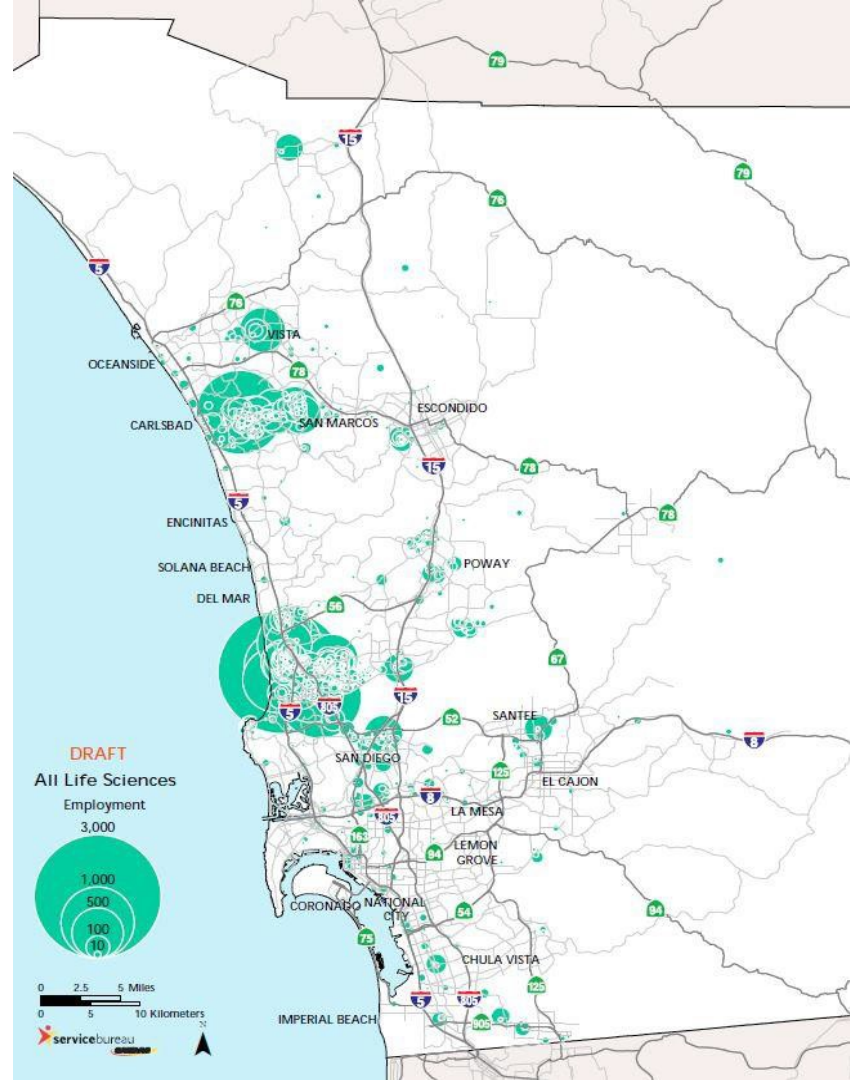 79
15
79
76
5
76
VISTA
OCEANSIDE
78
ESCONDIDO
CARLSBAD
SAN MARCOS
15
78
5
78
ENCINITAS
SOLANA BEACH
POWAY
DEL MAR
56
67
15
5
805
SANTEE
52
8
DRAFT
SAN DIEGO
All Life Sciences
125
EL CAJON
Employment
8
LA MESA
805
3,000
163
LEMON
GROVE
94
1,000
500
CORONADO
NATIONAL
CITY
54
94
100
10
75
CHULA VISTA
125
0 2.5 5 Miles
5
805
0 5 10 Kilometers
IMPERIAL BEACH
905
N
servicebureau